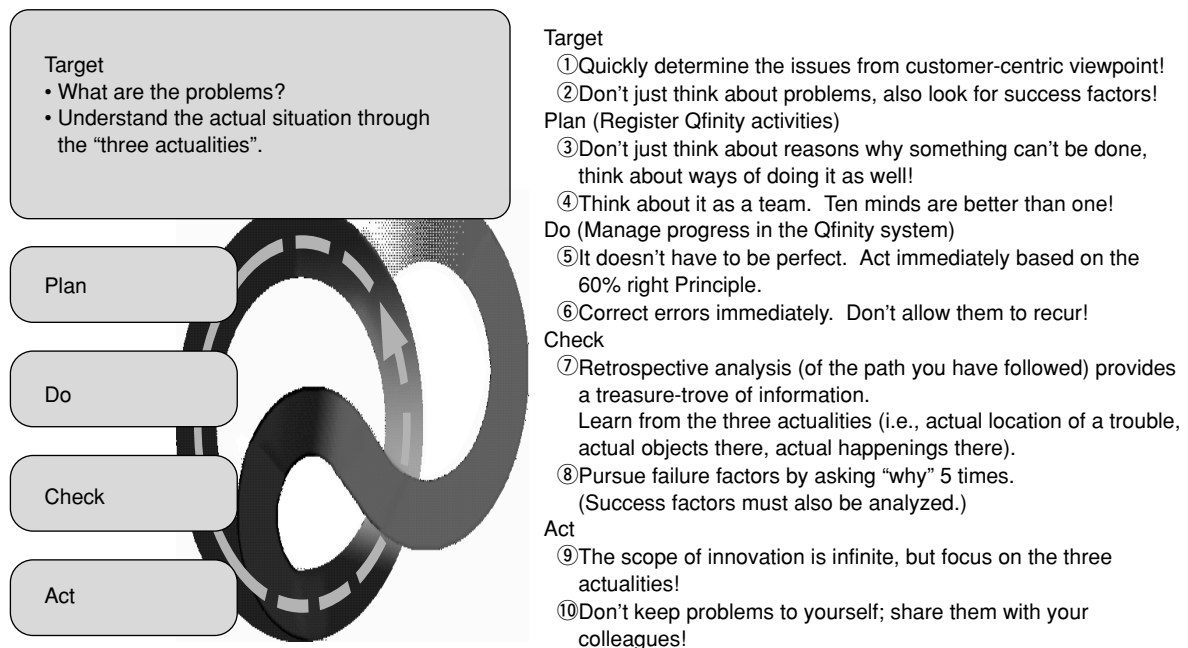 Target
• What are the problems?
• Understand the actual situation through
the “three actualities”.
Plan
Do
Check
Act
Target
①Quickly determine the issues from customer-centric viewpoint!
②Don’t just think about problems, also look for success factors!
Plan (Register Qfinity activities)
③Don’t just think about reasons why something can’t be done,
think about ways of doing it as well!
④Think about it as a team.  Ten minds are better than one!
Do (Manage progress in the Qfinity system)
⑤It doesn’t have to be perfect.  Act immediately based on the
60% right Principle.
⑥Correct errors immediately.  Don’t allow them to recur!
Check
⑦Retrospective analysis (of the path you have followed) provides
a treasure-trove of information.
Learn from the three actualities (i.e., actual location of a trouble,
actual objects there, actual happenings there).
⑧Pursue failure factors by asking “why” 5 times.
(Success factors must also be analyzed.)
Act
⑨The scope of innovation is infinite, but focus on the three
actualities!
⑩Don’t keep problems to yourself; share them with your
colleagues!